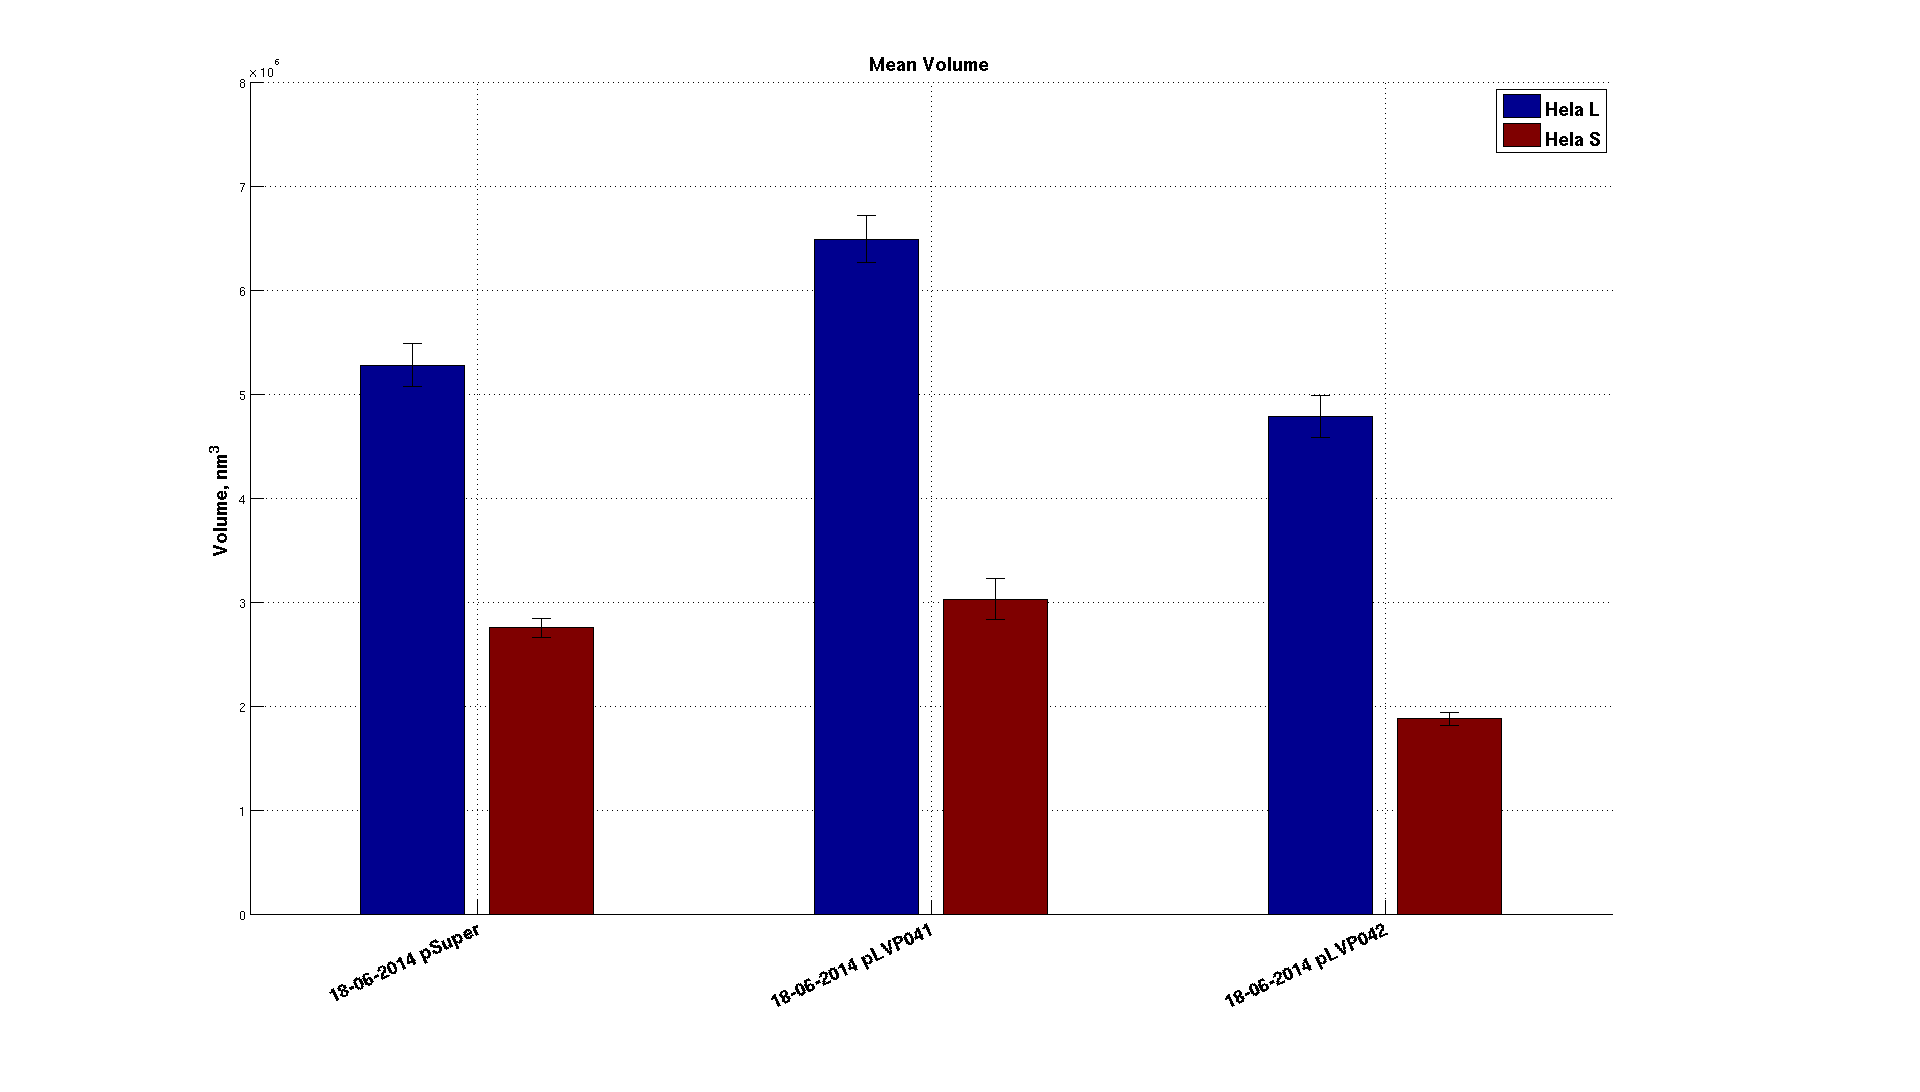 Mean Volume
×10⁶
8
7
6
5
4
3
2
1
0
Volume, nm³
Hela L
Hela S
18-06-2014 pSuper
18-06-2014 pLVP041
18-06-2014 pLVP042